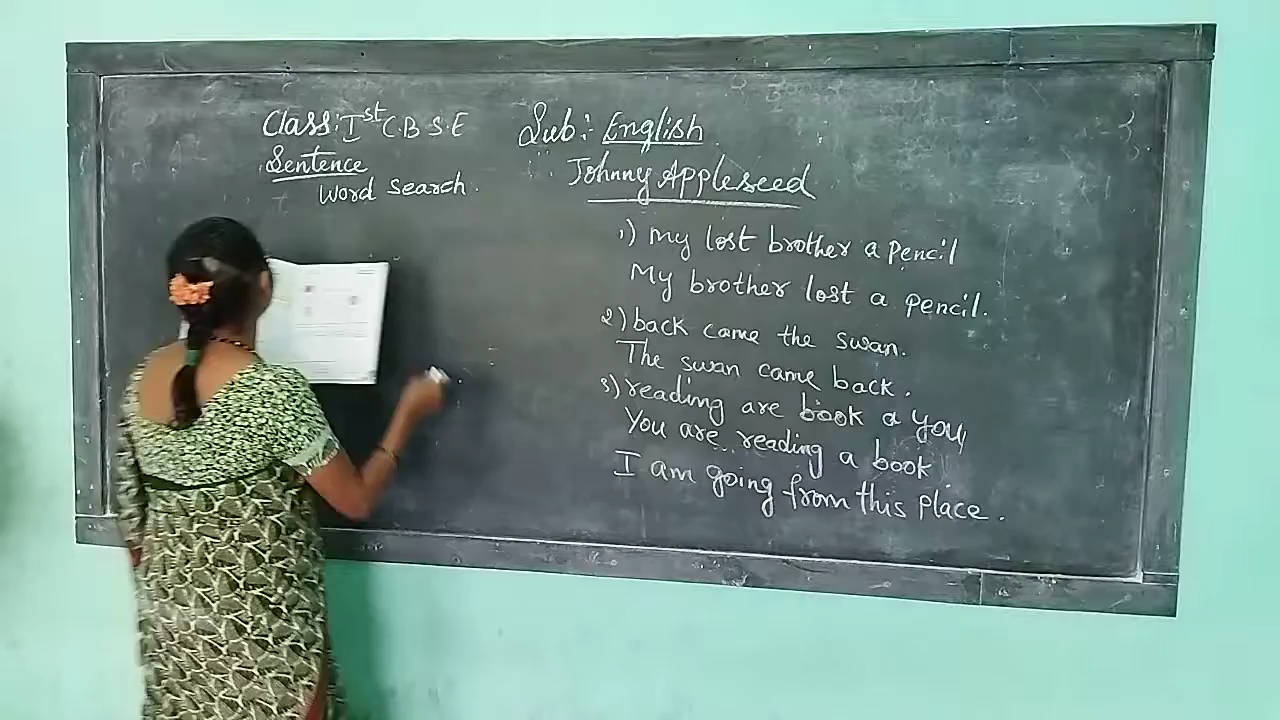 Class: Ist C.B.S.E
Sub:- English
Sentence
Word search.
Johnny Appleseed
1) My lost brother a pencil
My brother lost a pencil.
2) back came the swan.
The swan came back.
3) reading are book a you
You are reading a book
I am going from this place.